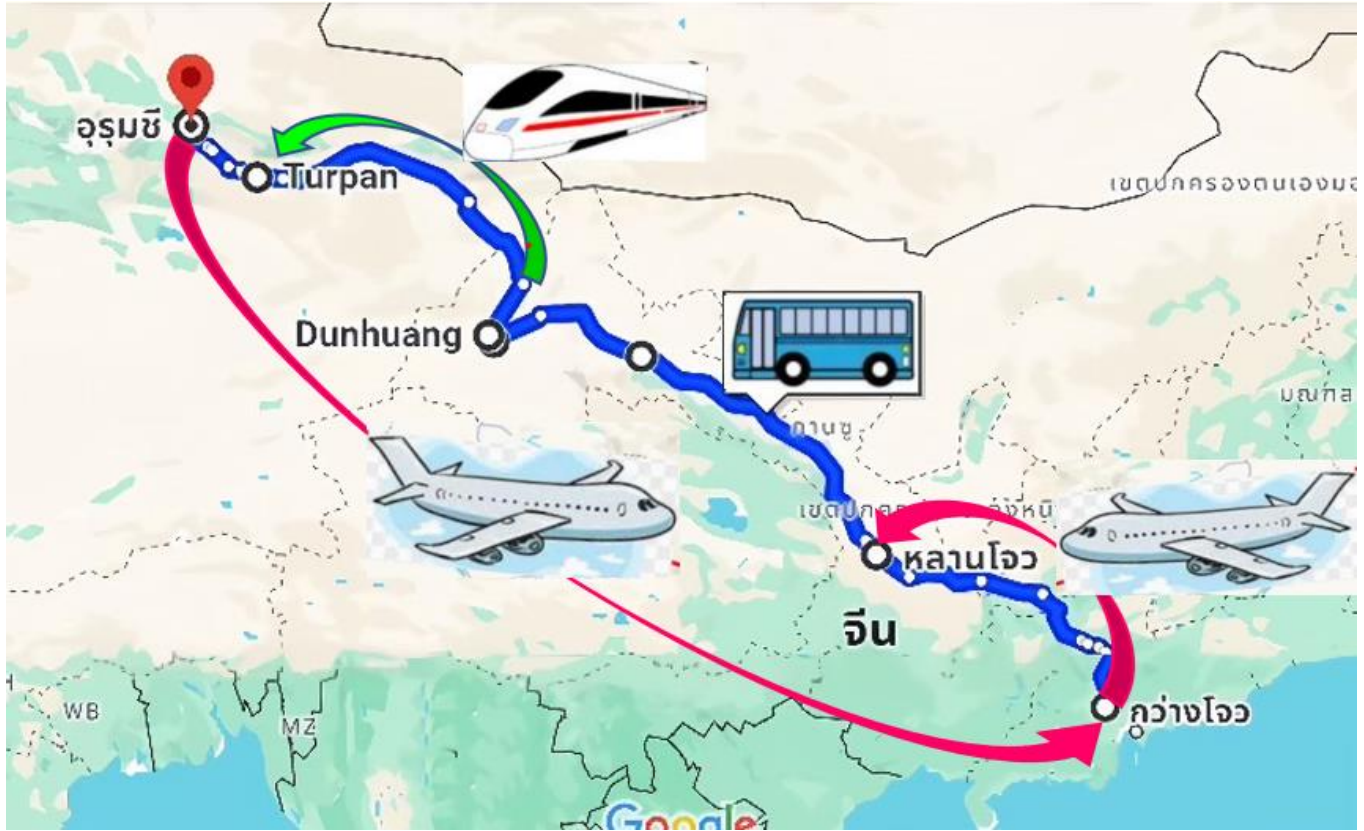 อุรุมชี
Turpan
เขตปกครองตนเองมอ
Dunhuang
มณฑล
กานซู
หลานโจว
จีน
กว่างโจว
WB
MZ
Google